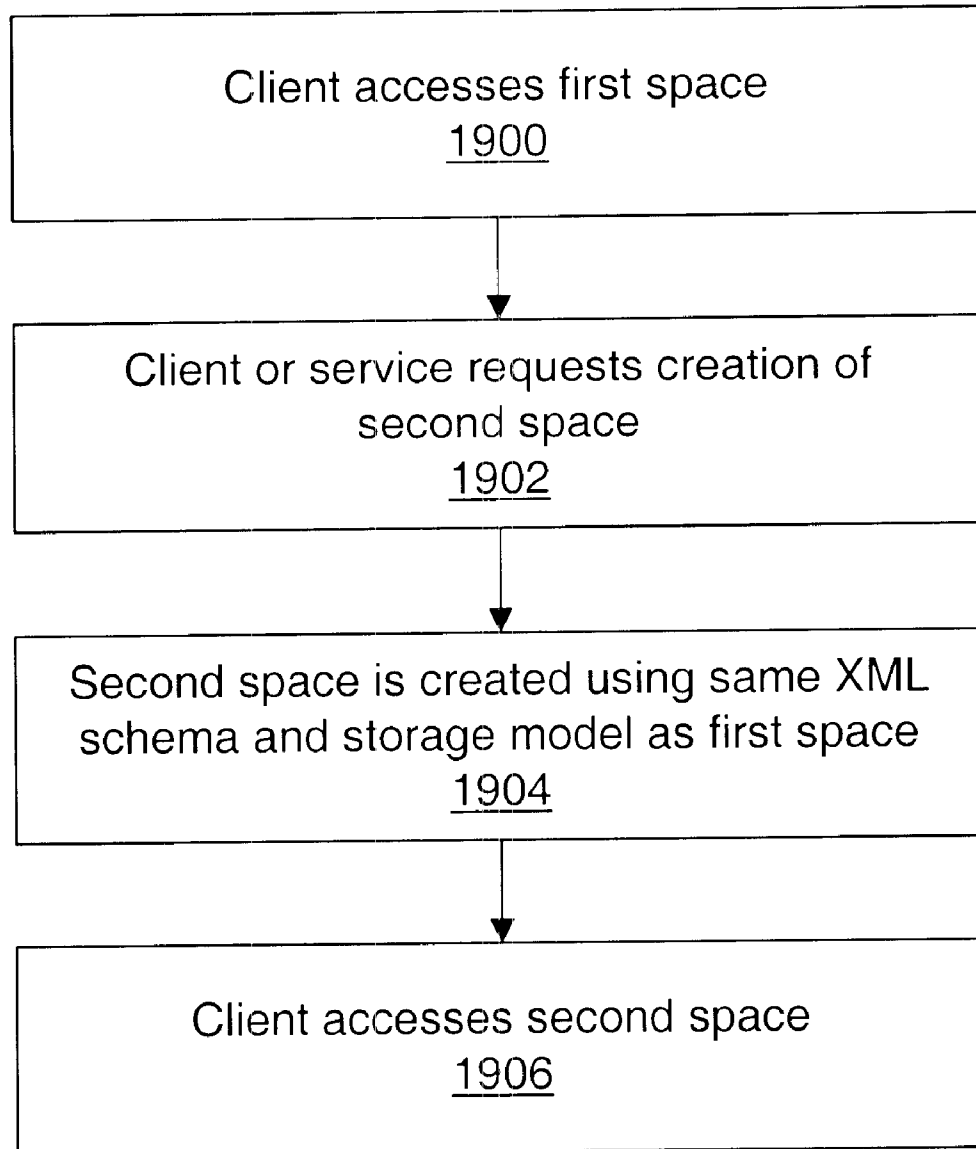 Client accesses first space
1900
Client or service requests creation of
second space
1902
Second space is created using same XML
schema and storage model as first space
1904
Client accesses second space
1906